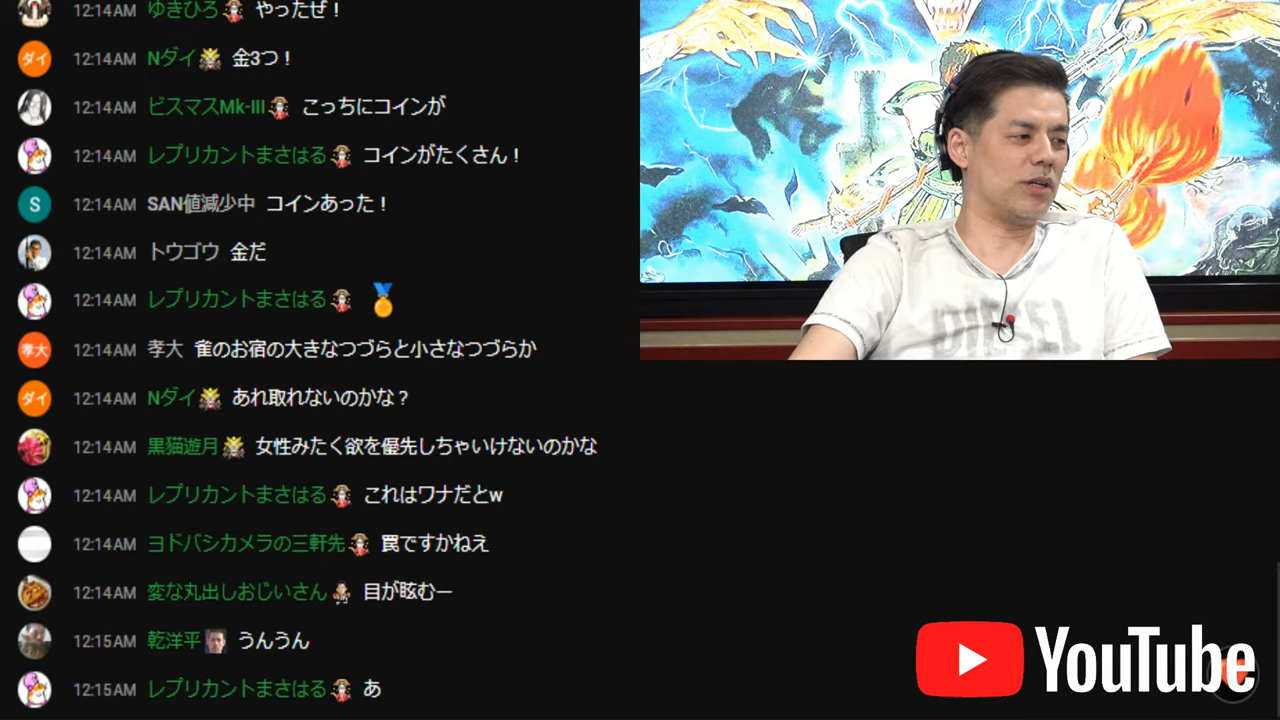 12:14AM ゆきひろ やったぜ！
ダイ 12:14AM Nダイ 金3つ！
12:14AM ビスマスMk-III こっちにコインが
12:14AM レプリカントまさはる コインがたくさん！
S 12:14AM SAN値減少中 コインあった！
12:14AM トウゴウ 金だ
12:14AM レプリカントまさはる 🏅
孝大 12:14AM 孝大 雀のお宿の大きなつづらと小さなつづらか
ダイ 12:14AM Nダイ あれ取れないのかな？
12:14AM 黒猫遊月 女性みたく欲を優先しちゃいけないのかな
12:14AM レプリカントまさはる これはワナだとw
12:14AM ヨドバシカメラの三軒先 罠ですかねえ
12:14AM 変な丸出しおじいさん 目が眩むー
12:15AM 乾洋平 うんうん
12:15AM レプリカントまさはる あ
DIESEL
YouTube